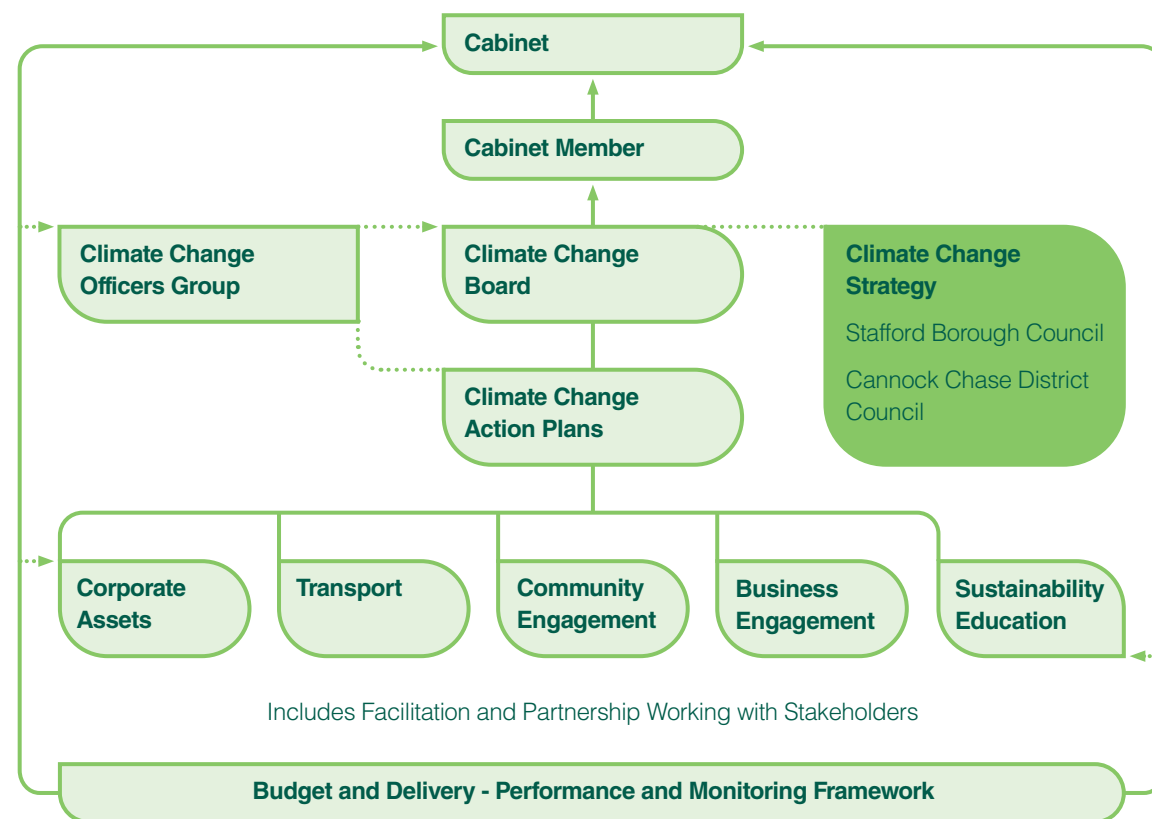 Cabinet
Cabinet Member
Climate Change
Officers Group
Climate Change
Board
Climate Change
Strategy
Stafford Borough Council
Cannock Chase District
Council
Climate Change
Action Plans
Corporate
Assets
Transport
Community
Engagement
Business
Engagement
Sustainability
Education
Includes Facilitation and Partnership Working with Stakeholders
Budget and Delivery - Performance and Monitoring Framework